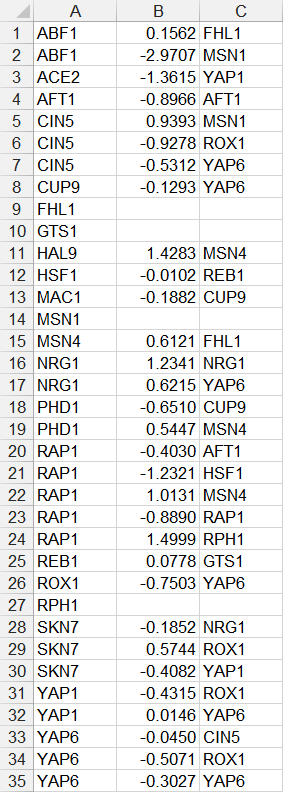 A B C
1 ABF1 0.1562 FHL1
2 ABF1 -2.9707 MSN1
3 ACE2 -1.3615 YAP1
4 AFT1 -0.8966 AFT1
5 CIN5 0.9393 MSN1
6 CIN5 -0.9278 ROX1
7 CIN5 -0.5312 YAP6
8 CUP9 -0.1293 YAP6
9 FHL1
10 GTS1
11 HAL9 1.4283 MSN4
12 HSF1 -0.0102 REB1
13 MAC1 -0.1882 CUP9
14 MSN1
15 MSN4 0.6121 FHL1
16 NRG1 1.2341 NRG1
17 NRG1 0.6215 YAP6
18 PHD1 -0.6510 CUP9
19 PHD1 0.5447 MSN4
20 RAP1 -0.4030 AFT1
21 RAP1 -1.2321 HSF1
22 RAP1 1.0131 MSN4
23 RAP1 -0.8890 RAP1
24 RAP1 1.4999 RPH1
25 REB1 0.0778 GTS1
26 ROX1 -0.7503 YAP6
27 RPH1
28 SKN7 -0.1852 NRG1
29 SKN7 0.5744 ROX1
30 SKN7 -0.4082 YAP1
31 YAP1 -0.4315 ROX1
32 YAP1 0.0146 YAP6
33 YAP6 -0.0450 CIN5
34 YAP6 -0.5071 ROX1
35 YAP6 -0.3027 YAP6